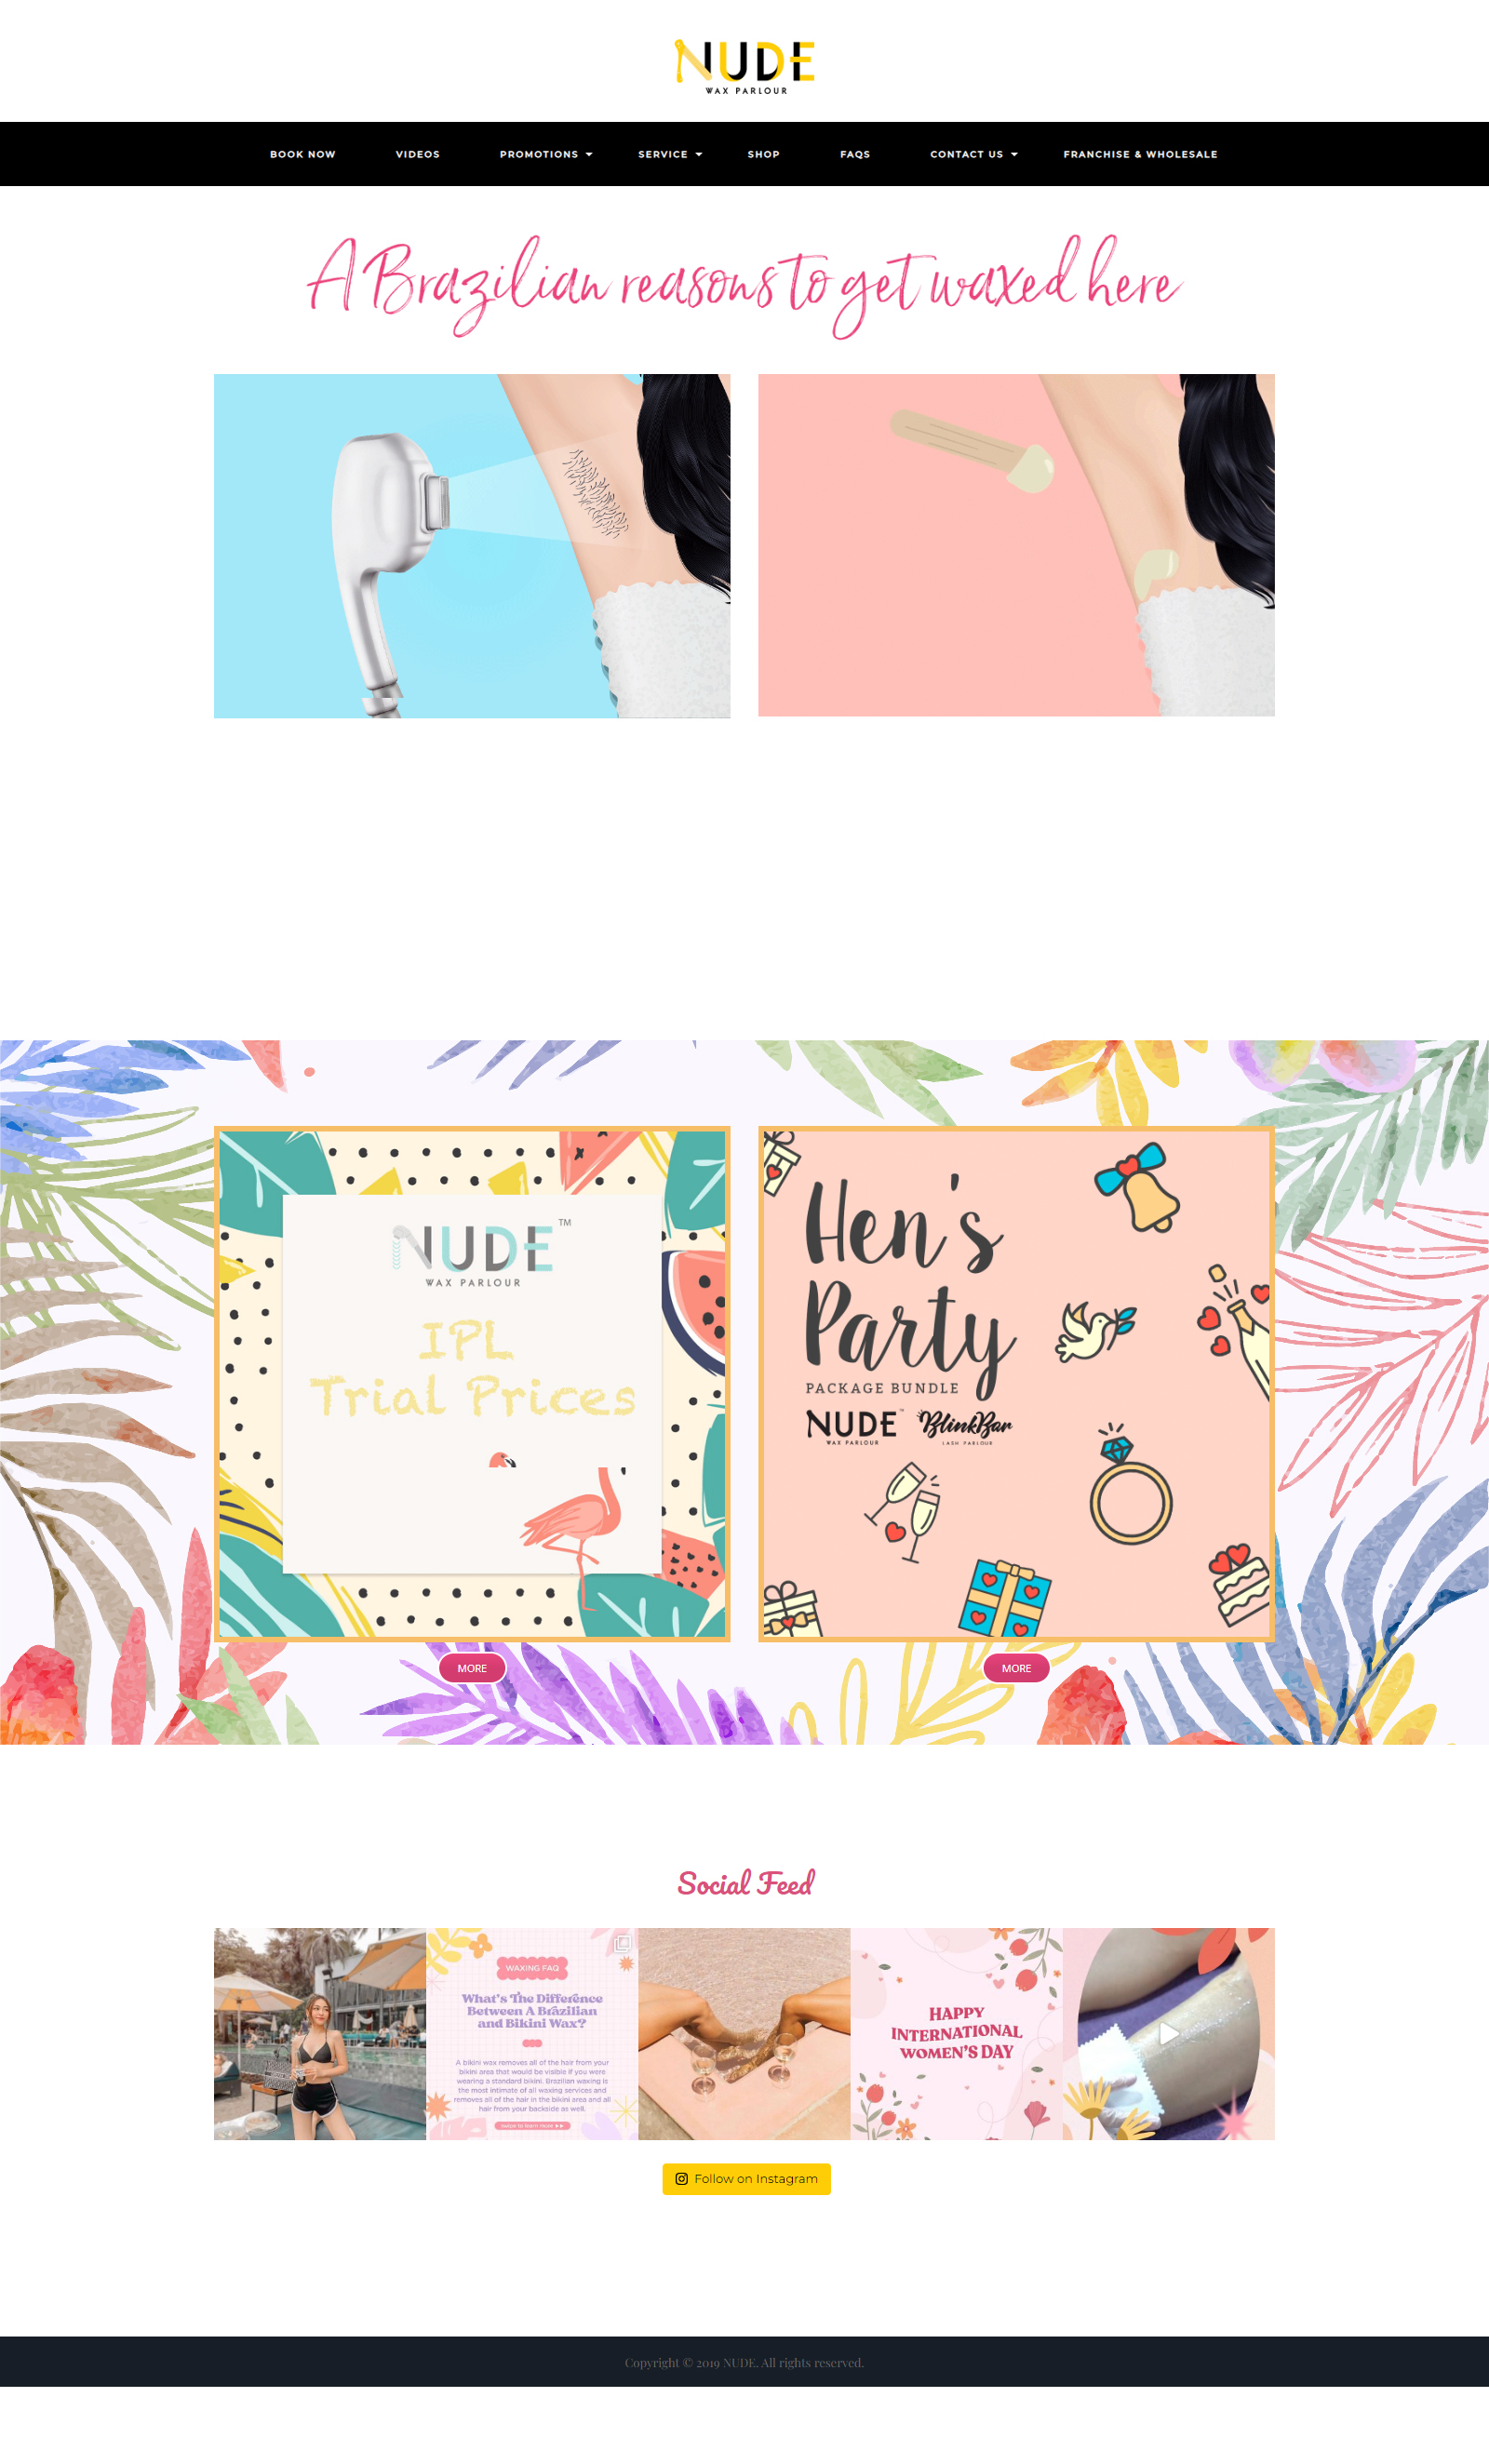 NUDE
WAX PARLOUR
BOOK NOW
VIDEOS
PROMOTIONS
SERVICE
SHOP
FAQS
CONTACT US
FRANCHISE & WHOLESALE
A Brazilian reasons to get waxed here
NUDE™
WAX PARLOUR
IPL
Trial Prices
MORE
Hen's
Party
PACKAGE BUNDLE
NUDE™ BlinkBar
WAX PARLOUR LASH PARLOUR
MORE
Social Feed
WAXING FAQ
What's The Difference
Between A Brazilian
and Bikini Wax?
A bikini wax removes all of the hair from your
bikini area that would be visible if you were
wearing a standard bikini. Brazilian waxing is
the most intimate of all waxing services and
removes all of the hair in the bikini area and all
hair from your backside as well.
swipe to learn more ▸▸
HAPPY
INTERNATIONAL
WOMEN'S DAY
Follow on Instagram
Copyright © 2019 NUDE. All rights reserved.